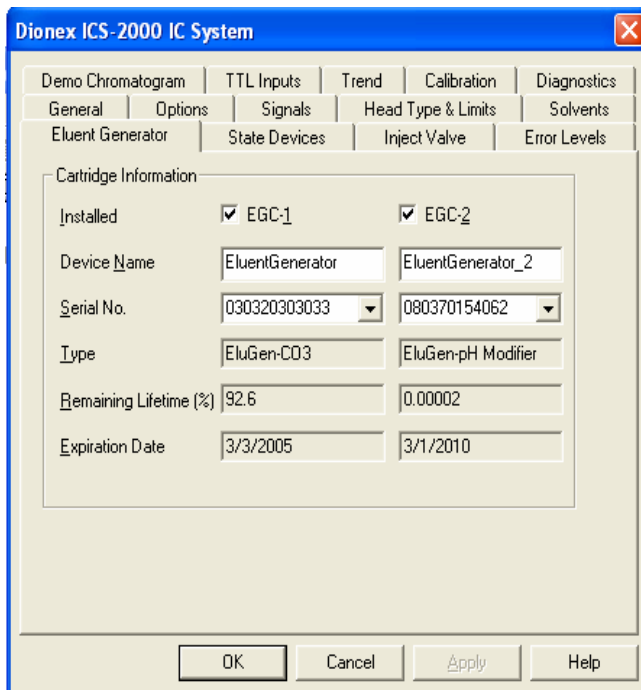 Dionex ICS-2000 IC System
Demo Chromatogram TTL Inputs Trend Calibration Diagnostics
General Options Signals Head Type & Limits Solvents
Eluent Generator State Devices Inject Valve Error Levels
Cartridge Information
Installed EGC-1 EGC-2
Device Name EluentGenerator EluentGenerator_2
Serial No. 030320303033 080370154062
Type EluGen-CO3 EluGen-pH Modifier
Remaining Lifetime (%) 92.6 0.00002
Expiration Date 3/3/2005 3/1/2010
OK Cancel Apply Help